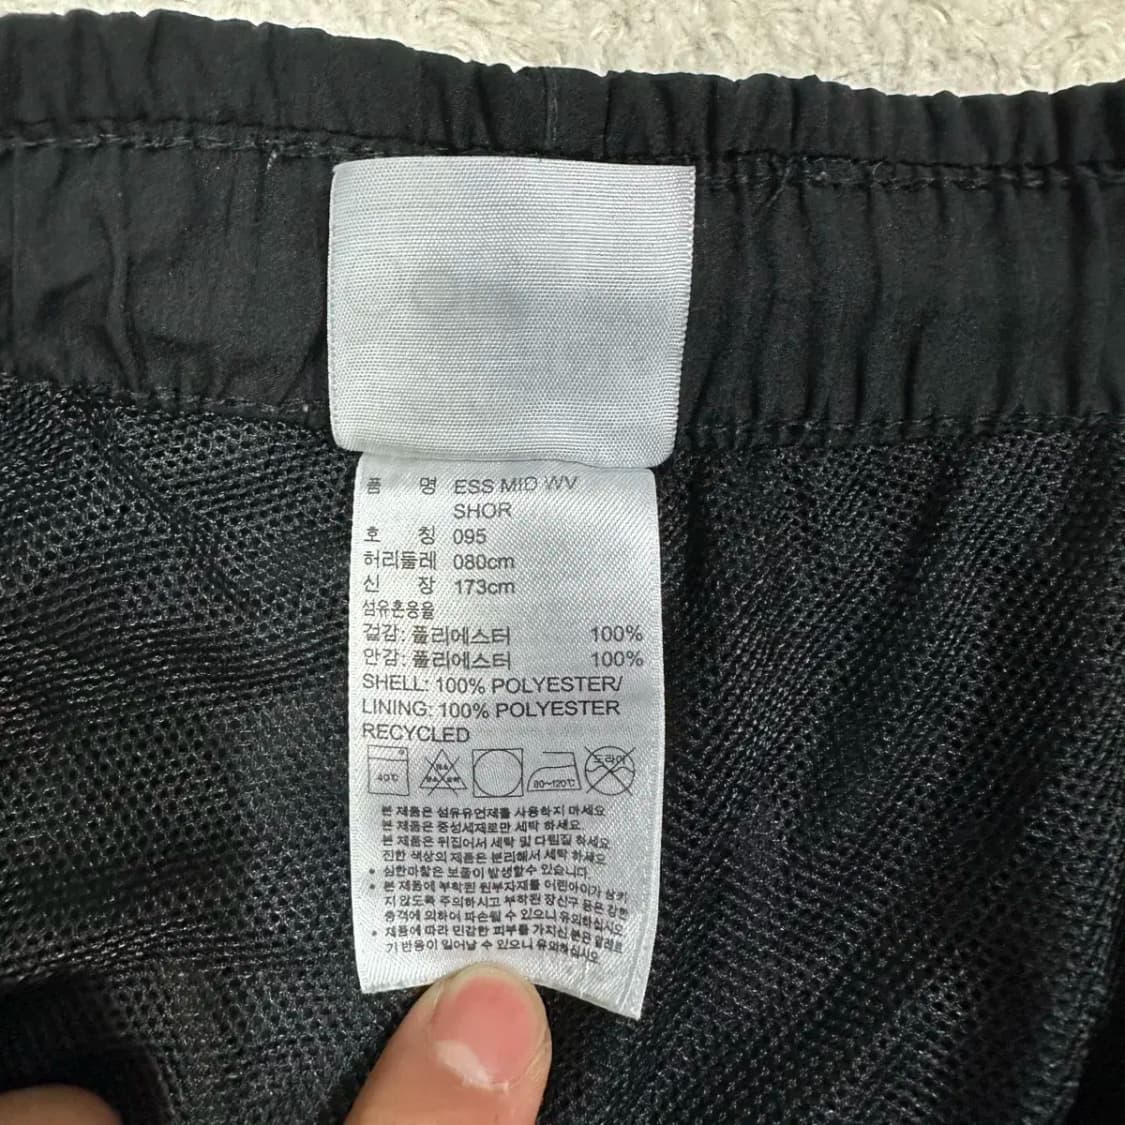 품 명 ESS MID WV
SHOR
호 칭 095
허리둘레 080cm
신 장 173cm
섬유혼용율
겉감: 폴리에스터 100%
안감: 폴리에스터 100%
SHELL: 100% POLYESTER/
LINING: 100% POLYESTER
RECYCLED
40℃ 80~120℃ 드라이
본 제품은 섬유유연제를 사용하지 마세요
본 제품은 중성세제로만 세탁 하세요.
본 제품은 뒤집어서 세탁 및 다림질 하세요
진한 색상의 제품은 분리해서 세탁 하세요
• 심한마찰은 보풀이 발생할수 있습니다.
• 본 제품에 부착된 원부자재를 어린아이가 삼키
지 않도록 주의하시고 부착된 장신구 등은 강한
충격에 의하여 파손될 수 있으니 유의하십시오
• 제품에 따라 민감한 피부를 가지신 분은 알레르
기 반응이 일어날 수 있으니 유의하십시오